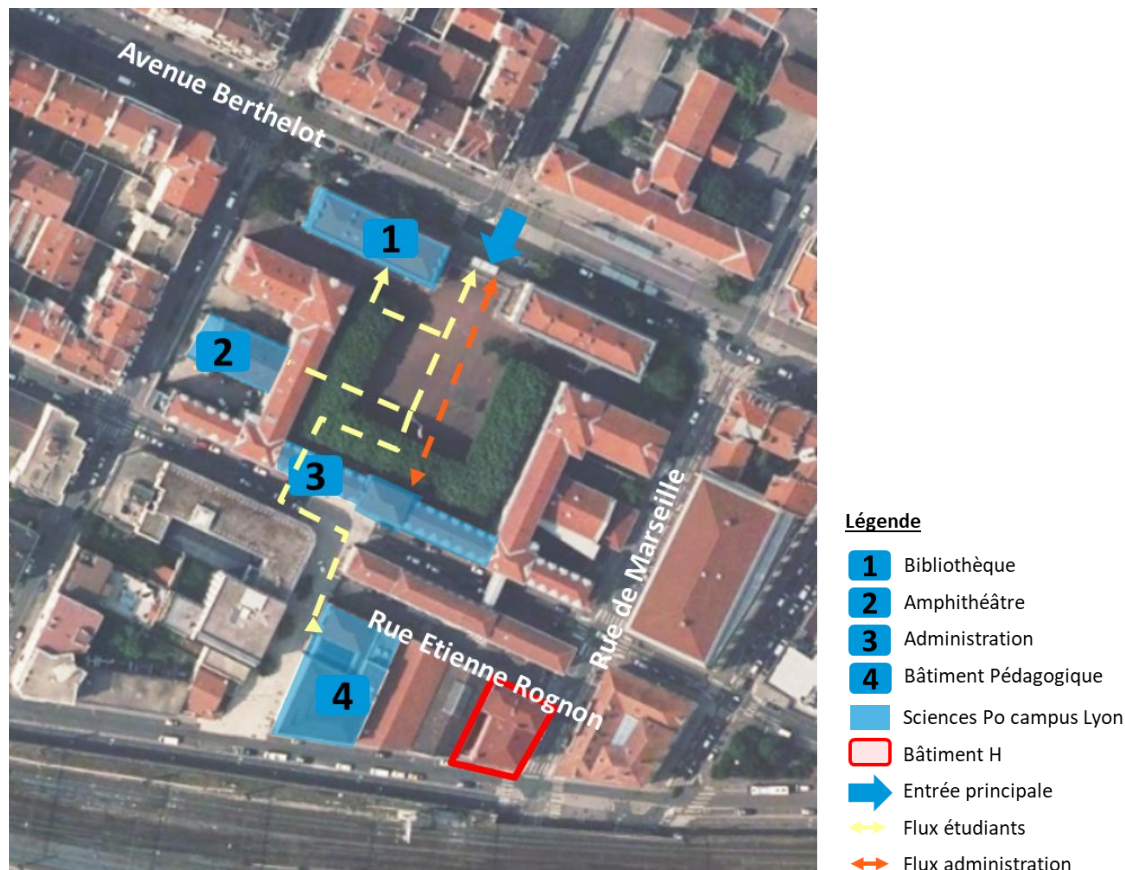 Avenue Berthelot
1
2
3
4
Rue de Marseille
Rue Etienne Rognon
Légende
1 Bibliothèque
2 Amphithéâtre
3 Administration
4 Bâtiment Pédagogique
Sciences Po campus Lyon
Bâtiment H
Entrée principale
Flux étudiants
Flux administration